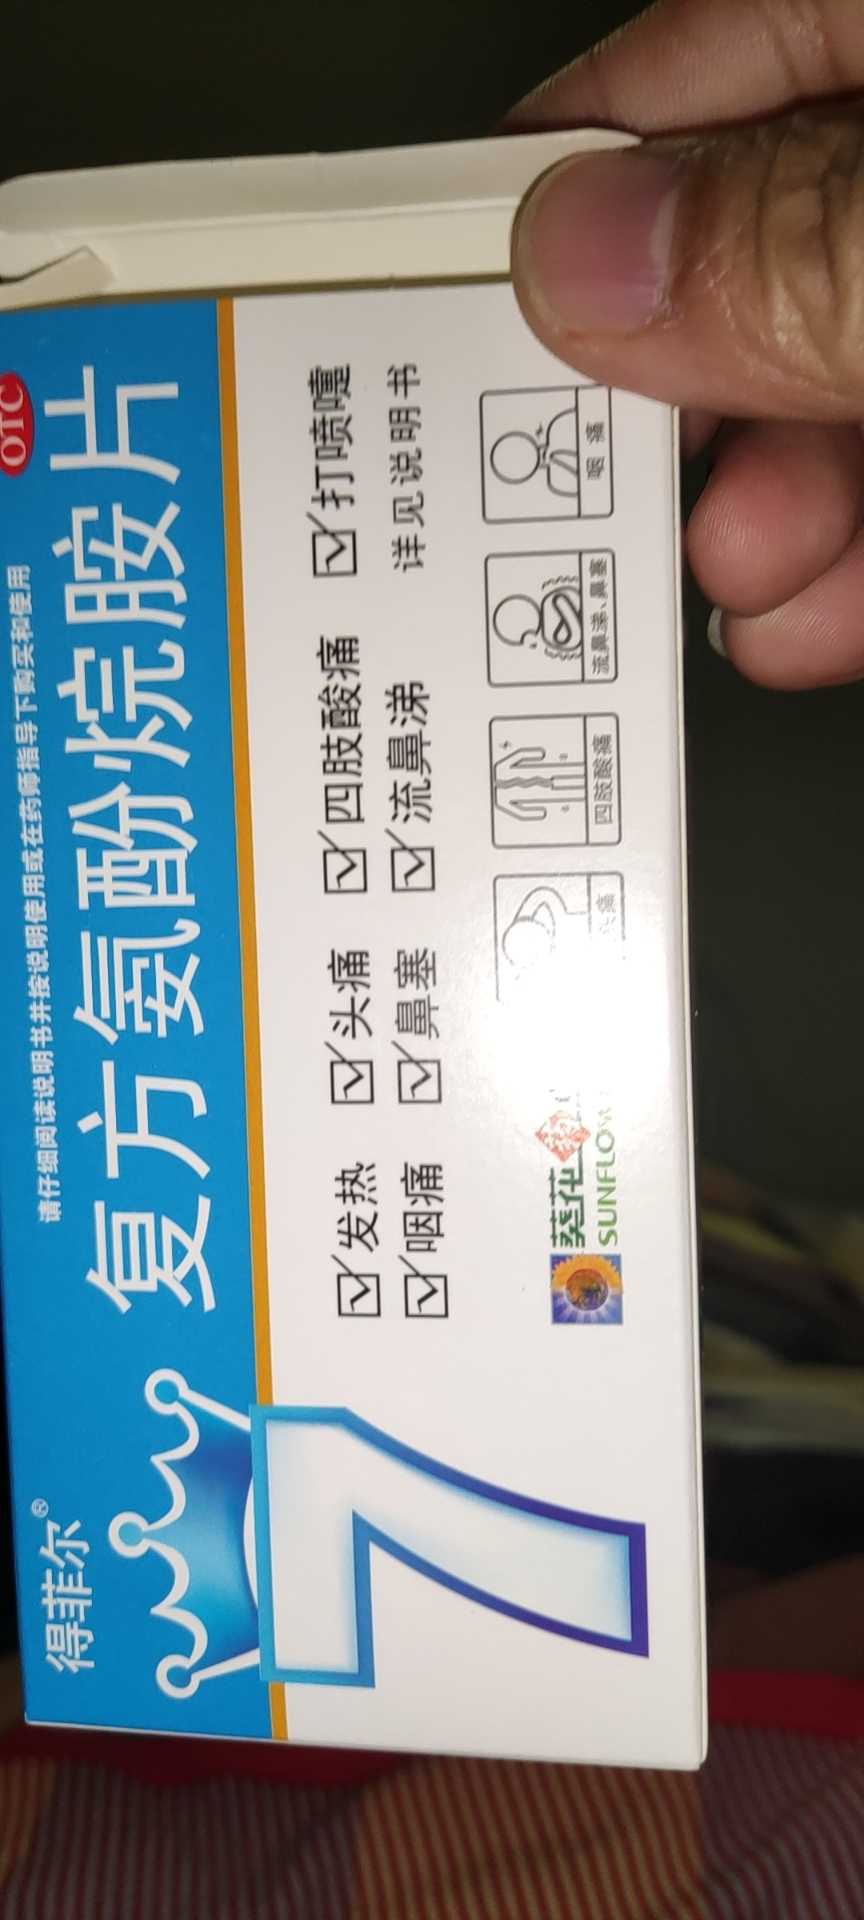 得菲尔®
OTC
请仔细阅读说明书并按说明使用或在药师指导下购买和使用
复方氨酚烷胺片
7
发热 头痛 四肢酸痛 打喷嚏
咽痛 鼻塞 流鼻涕 详见说明书
葵花
SUNFLOW
四肢酸痛
流鼻涕、鼻塞
咽痛